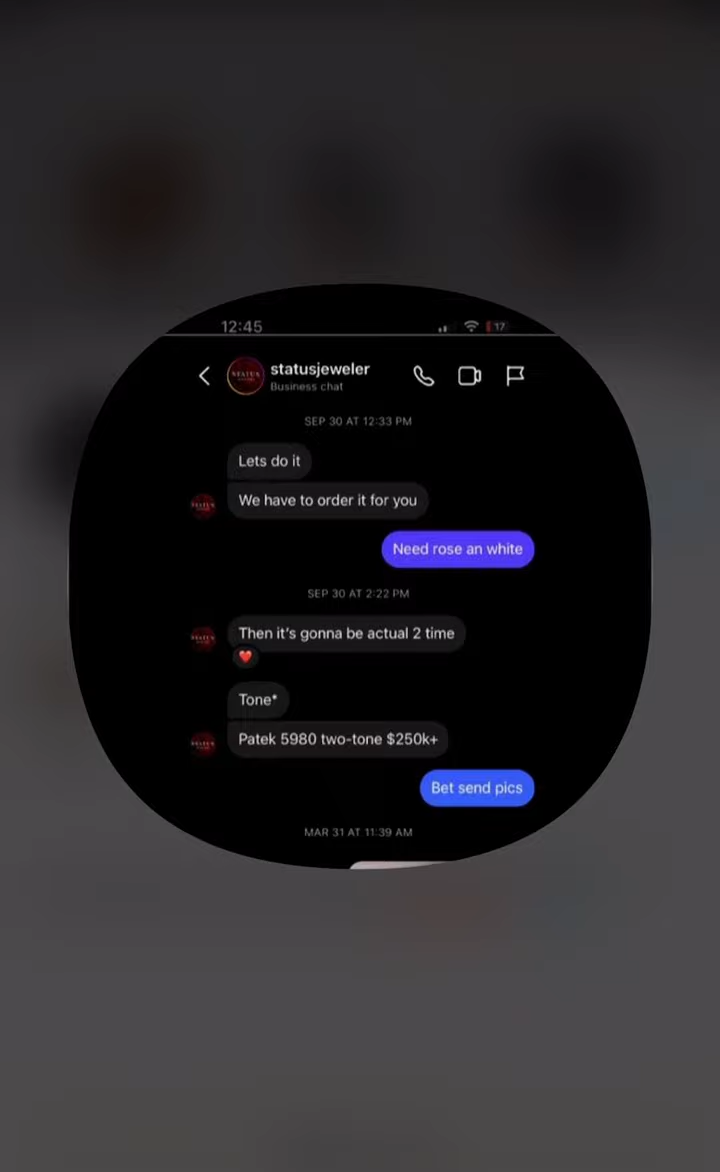 12:45
17
statusjeweler
Business chat
SEP 30 AT 12:33 PM
Lets do it
We have to order it for you
Need rose an white
SEP 30 AT 2:22 PM
Then it's gonna be actual 2 time
❤️
Tone*
Patek 5980 two-tone $250k+
Bet send pics
MAR 31 AT 11:39 AM